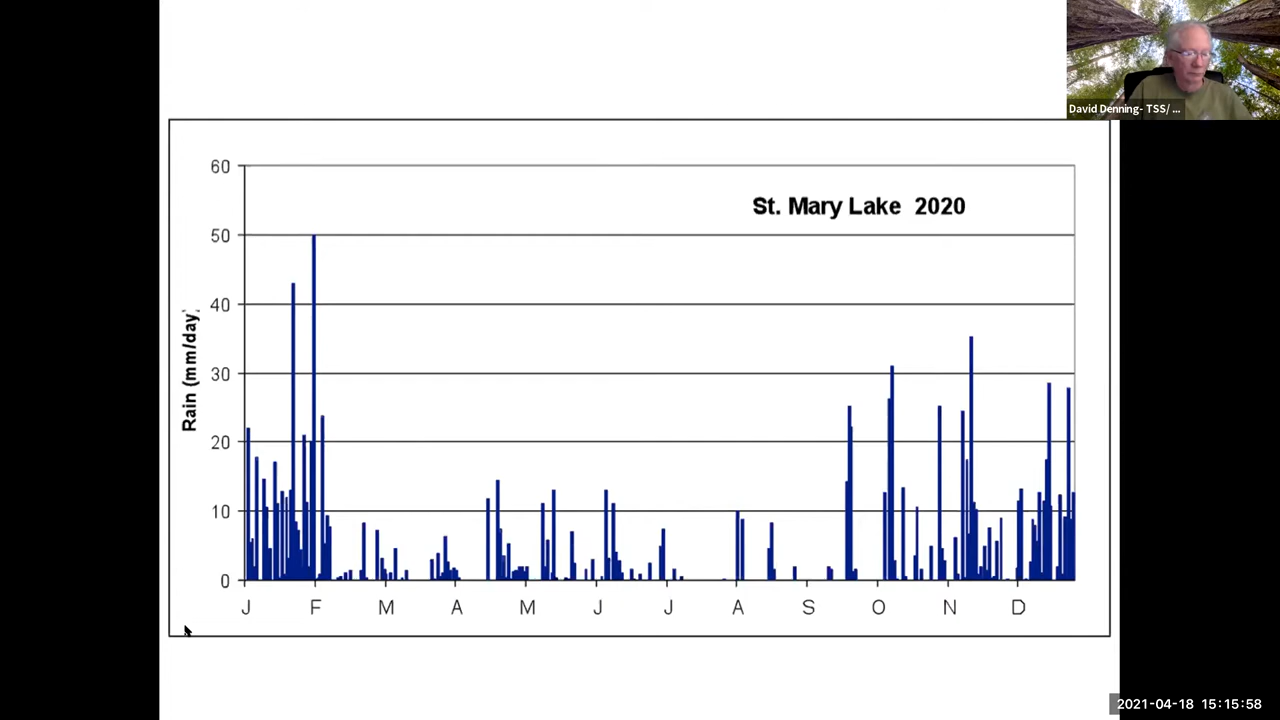 David Denning- TSS/ ...
60
St. Mary Lake 2020
50
40
30
20
10
0
Rain (mm/day)
J F M A M J J A S O N D
2021-04-18 15:15:58